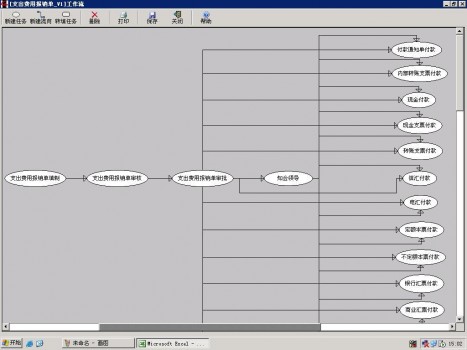 [支出费用报销单_V1]工作流
新建任务 新建流向 转建任务 删除 打印 保存 关闭 帮助
付款通知单付款
内部转账支票付款
现金付款
现金支票付款
转账支票付款
支出费用报销单填制 支出费用报销单审核 支出费用报销单审批 知会领导 信汇付款
电汇付款
定额本票付款
不定额本票付款
银行汇票付款
商业汇票付款
开始 未命名 - 画图 Microsoft Excel - ... 15:02